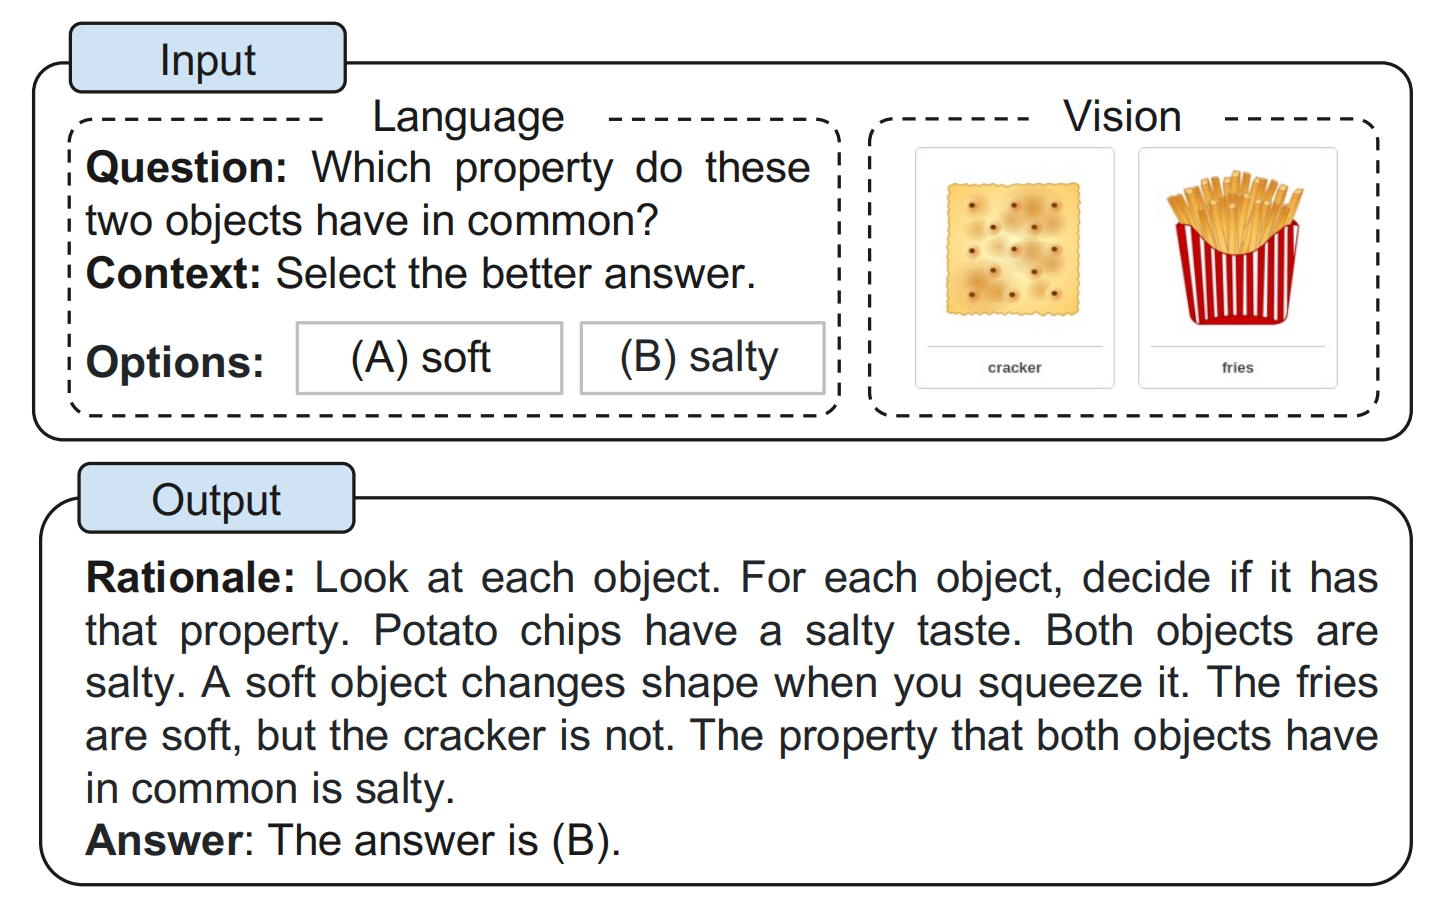 Input
Language
Question: Which property do these
two objects have in common?
Context: Select the better answer.
Options:
(A) soft
(B) salty
Vision
cracker
fries
Output
Rationale: Look at each object. For each object, decide if it has
that property. Potato chips have a salty taste. Both objects are
salty. A soft object changes shape when you squeeze it. The fries
are soft, but the cracker is not. The property that both objects have
in common is salty.
Answer: The answer is (B).